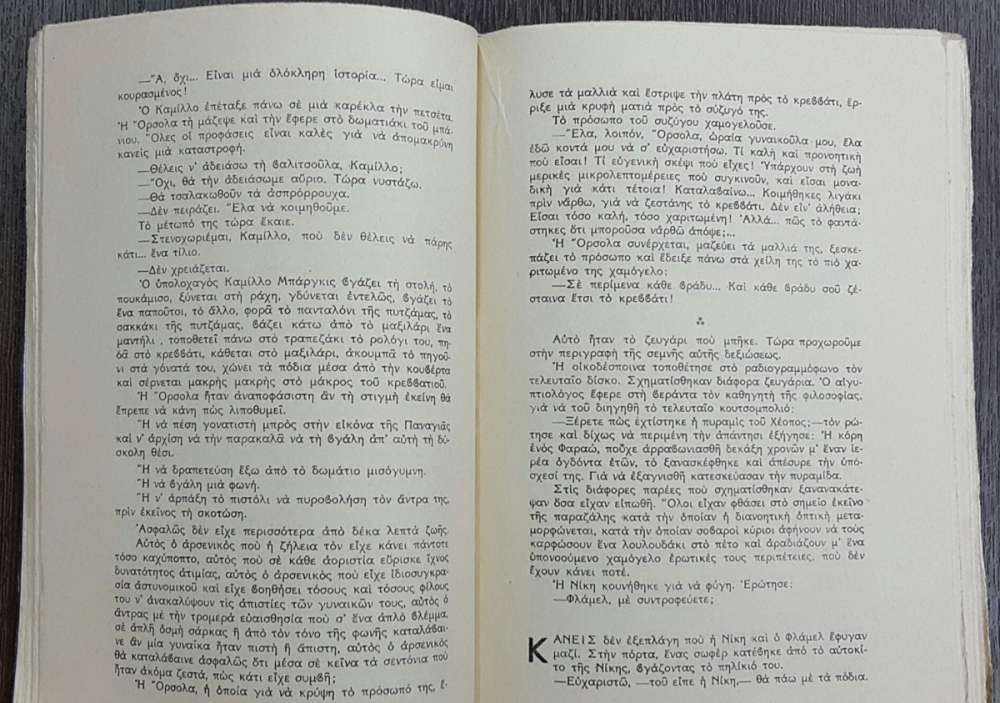 —Ἄ, ὄχι... Εἶναι μιὰ ὁλόκληρη ἱστορία... Τώρα εἶμαι
κουρασμένος!
Ὁ Καμίλλο ἐπέταξε πάνω σὲ μιὰ καρέκλα τὴν πετσέτα.
Ἡ Ὄρσολα τὴ μάζεψε καὶ τὴν ἔφερε στὸ δωματιάκι τοῦ μπά-
νιου. Ὅλες οἱ προφάσεις εἶναι καλὲς γιὰ νὰ ἀπομακρύνη
κανεὶς μιὰ καταστροφή.
—Θέλεις ν' ἀδειάσω τὴ βαλιτσοῦλα, Καμίλλο;
—Ὄχι, θὰ τὴν ἀδειάσωμε αὔριο. Τώρα νυστάζω.
—Θὰ τσαλακωθοῦν τὰ ἀσπρόρρουχα.
—Δὲν πειράζει. Ἔλα νὰ κοιμηθοῦμε.
Τὸ μέτωπό της τώρα ἔκαιε.
—Στενοχωριέμαι, Καμίλλο, ποὺ δὲν θέλεις νὰ πάρης
κάτι... ἕνα τίλιο.
—Δὲν χρειάζεται.
Ὁ ὑπολοχαγὸς Καμίλλο Μπάργκις βγάζει τὴ στολή, τὸ
πουκάμισο, ξύνεται στὴ ράχη, γδύνεται ἐντελῶς, βγάζει τὸ
ἕνα παπούτσι, τὸ ἄλλο, φορᾶ τὸ πανταλόνι τῆς πυτζάμας, τὸ
σακκάκι τῆς πυτζάμας, βάζει κάτω ἀπὸ τὸ μαξιλάρι ἕνα
μαντήλι , τοποθετεῖ πάνω στὸ τραπεζάκι τὸ ρολόγι του, πη-
δᾶ στὸ κρεββάτι, κάθεται στὸ μαξιλάρι, ἀκουμπᾶ τὸ πηγοῦ-
νι στὰ γόνατά του, χώνει τὰ πόδια μέσα ἀπὸ τὴν κουβέρτα
καὶ σέρνεται μακρὴς μακρὴς στὸ μάκρος τοῦ κρεββατιοῦ.
Ἡ Ὄρσολα ἦταν ἀναποφάσιστη ἂν τὴ στιγμὴ ἐκείνη θὰ
ἔπρεπε νὰ κάνη πὼς λιποθυμεῖ.
Ἢ νὰ πέση γονατιστὴ μπρὸς στὴν εἰκόνα τῆς Παναγιᾶς
καὶ ν' ἀρχίση νὰ τὴν παρακαλᾶ νὰ τὴ βγάλη ἀπ' αὐτὴ τὴ δύ-
σκολη θέσι.
Ἢ νὰ δραπετεύση ἔξω ἀπὸ τὸ δωμάτιο μισόγυμνη.
Ἢ νὰ βγάλη μιὰ φωνή.
Ἢ ν' ἁρπάξη τὸ πιστόλι νὰ πυροβολήση τὸν ἄντρα της,
πρὶν ἐκεῖνος τὴ σκοτώση.
Ἀσφαλῶς δὲν εἶχε περισσότερα ἀπὸ δέκα λεπτὰ ζωῆς.
Αὐτὸς ὁ ἀρσενικὸς ποὺ ἡ ζήλεια τὸν εἶχε κάνει πάντοτε
τόσο καχύποπτο, αὐτὸς ποὺ σὲ κάθε ἀοριστία εὕρισκε ἴχνος
δυνατότητος ἀτιμίας, αὐτὸς ὁ ἀρσενικὸς ποὺ εἶχε ἰδιοσυγκρα-
σία ἀστυνομικοῦ καὶ εἶχε βοηθήσει τόσους καὶ τόσους φίλους
του ν' ἀνακαλύψουν τὶς ἀπιστίες τῶν γυναικῶν τους, αὐτὸς ὁ
ἄντρας μὲ τὴν τρομερὰ εὐαισθησία ποὺ σ' ἕνα ἁπλὸ βλέμμα,
σὲ ἁπλῆ ὀσμὴ σάρκας ἢ ἀπὸ τὸν τόνο τῆς φωνῆς καταλάβαι-
νε ἂν μία γυναίκα ἦταν πιστὴ ἢ ἄπιστη, αὐτὸς ὁ ἀρσενικὸς
θὰ καταλάβαινε ἀσφαλῶς ὅτι μέσα σὲ κεῖνα τὰ σεντόνια ποὺ
ἦταν ἀκόμα ζεστά, πὼς κάτι εἶχε συμβῆ;
Ἡ Ὄρσολα, ἡ ὁποία γιὰ νὰ κρύψη τὸ πρόσωπό της, ἔ-
λυσε τὰ μαλλιὰ καὶ ἔστριψε τὴν πλάτη πρὸς τὸ κρεββάτι, ἔρ-
ριξε μιὰ κρυφὴ ματιὰ πρὸς τὸ σύζυγό της.
Τὸ πρόσωπο τοῦ συζύγου χαμογελοῦσε.
—Ἔλα, λοιπόν, Ὄρσολα, ὡραία γυναικοῦλα μου, ἔλα
ἐδῶ κοντά μου νὰ σ' εὐχαριστήσω. Τί καλὴ καὶ προνοητικὴ
ποὺ εἶσαι! Τί εὐγενικὴ σκέψι ποὺ εἶχες! Ὑπάρχουν στὴ ζωὴ
μερικὲς μικρολεπτομέρειες ποὺ συγκινοῦν, καὶ εἶσαι μονα-
δικὴ γιὰ κάτι τέτοια! Καταλαβαίνω... Κοιμήθηκες λιγάκι
πρὶν νἄρθω, γιὰ νὰ ζεστάνης τὸ κρεββάτι. Δὲν εἶν' ἀλήθεια;
Εἶσαι τόσο καλή, τόσο χαριτωμένη! Ἀλλὰ... πῶς τὸ φαντά-
στηκες ὅτι μποροῦσα νἀρθῶ ἀπόψε;...
Ἡ Ὄρσολα συνέρχεται, μαζεύει τὰ μαλλιά της, ξεσκε-
πάζει τὸ πρόσωπο καὶ ἔδειξε πάνω στὰ χείλη της τὸ πιὸ χα-
ριτωμένο της χαμόγελο:
—Σὲ περίμενα κάθε βράδυ... Καὶ κάθε βράδυ σοῦ ζέ-
σταινα ἔτσι τὸ κρεββάτι!
⁂
Αὐτὸ ἦταν τὸ ζευγάρι ποὺ μπῆκε. Τώρα προχωροῦμε
στὴν περιγραφὴ τῆς σεμνῆς αὐτῆς δεξιώσεως.
Ἡ οἰκοδέσποινα τοποθέτησε στὸ ραδιογραμμόφωνο τὸν
τελευταῖο δίσκο. Σχηματίσθηκαν διάφορα ζευγάρια. Ὁ αἰγυ-
πτιολόγος ἔφερε στὴ βεράντα τὸν καθηγητὴ τῆς φιλοσοφίας,
γιὰ νὰ τοῦ διηγηθῆ τὸ τελευταῖο κουτσομπολιό:
—Ξέρετε πῶς ἐχτίστηκε ἡ πυραμὶς τοῦ Χέοπος;—τὸν ρώ-
τησε καὶ δίχως νὰ περιμένη τὴν ἀπάντησι ἐξήγησε: Ἡ κόρη
ἑνὸς Φαραώ, ποὖχε ἀρραβωνιασθῆ δεκάξη χρονῶν μ' ἕναν ἱε-
ρέα ὀγδόντα ἐτῶν, τὸ ξανασκέφθηκε καὶ ἀπέσυρε τὴν ὑπό-
σχεσί της. Γιὰ νὰ ἐξαγνισθῆ κατεσκεύασαν τὴν πυραμίδα.
Στὶς διάφορες παρέες ποὺ σχηματίσθηκαν ξανανακάτε-
ψαν ὅσα εἶχαν εἰπωθῆ. Ὅλοι εἶχαν φθάσει στὸ σημεῖο ἐκεῖνο
τῆς παραζάλης κατὰ τὴν ὁποίαν ἡ διανοητικὴ ὀπτικὴ μετα-
μορφώνεται, κατὰ τὴν ὁποίαν σοβαροὶ κύριοι ἀφήνουν νὰ τοὺς
καρφώσουν ἕνα λουλουδάκι στὸ πέτο καὶ ἀραδιάζουν μ' ἕνα
ὑπονοούμενο χαμόγελο ἐρωτικές τους περιπέτειες, ποὺ δὲν
ἔχουν κάνει ποτέ.
Ἡ Νίκη κουνήθηκε γιὰ νὰ φύγη. Ἐρώτησε:
—Φλάμελ, μὲ συντροφεύετε;
ΚΑΝΕΙΣ δὲν ἐξεπλάγη ποὺ ἡ Νίκη καὶ ὁ Φλάμελ ἔφυγαν
μαζί. Στὴν πόρτα, ἕνας σωφὲρ κατέβηκε ἀπὸ τὸ αὐτοκί-
το τῆς Νίκης, βγάζοντας τὸ πηλίκιό του.
—Εὐχαριστῶ, —τοῦ εἶπε ἡ Νίκη,— θὰ πάω μὲ τὰ πόδια.